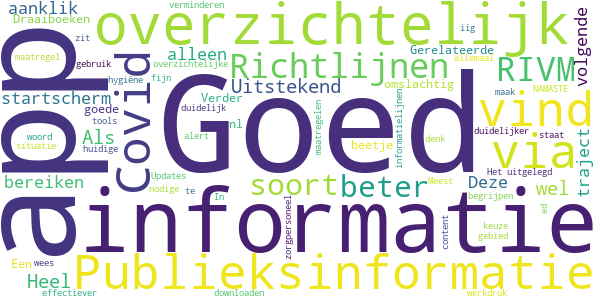 aanklik
verminderen
overzichtelijk
iig
volgende
Draaiboeken
zit
maatregel
gebruik
alleen
Gerelateerde
allemaal
app
Covid
hygiëne
overzichtelijke
fijn
Richtlijnen
RIVM
Uitstekend
omslachtig
maak
NAMASTE
startscherm
Verder
duidelijk
Goed
vind
goede
tools
nl
maatregelen
informatielijnen
Als
woord
alert
beetje
denk
duidelijker
staat
via
traject
situatie
huidige
bereiken
Updates
nodige
te
soort
beter
Meest
Deze
Het
uitgelegd
wel
In
zorgpersoneel
begrijpen
informatie
Een
wees
Heel
Publieksinformatie
content
keuze
gebied
ed
effectiever
downloaden
werkdruk